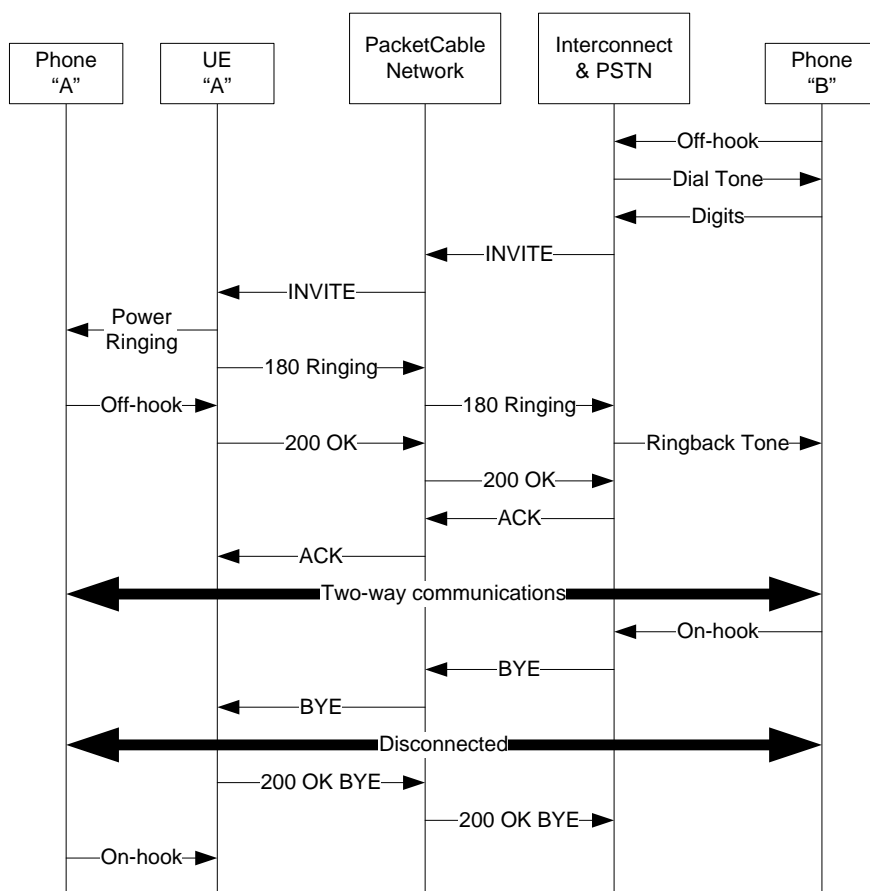 Phone
“A”
UE
“A”
PacketCable
Network
Interconnect
& PSTN
Phone
“B”
Off-hook
Dial Tone
Digits
INVITE
INVITE
Power
Ringing
180 Ringing
Off-hook
180 Ringing
200 OK
Ringback Tone
200 OK
ACK
ACK
Two-way communications
On-hook
BYE
BYE
Disconnected
200 OK BYE
200 OK BYE
On-hook